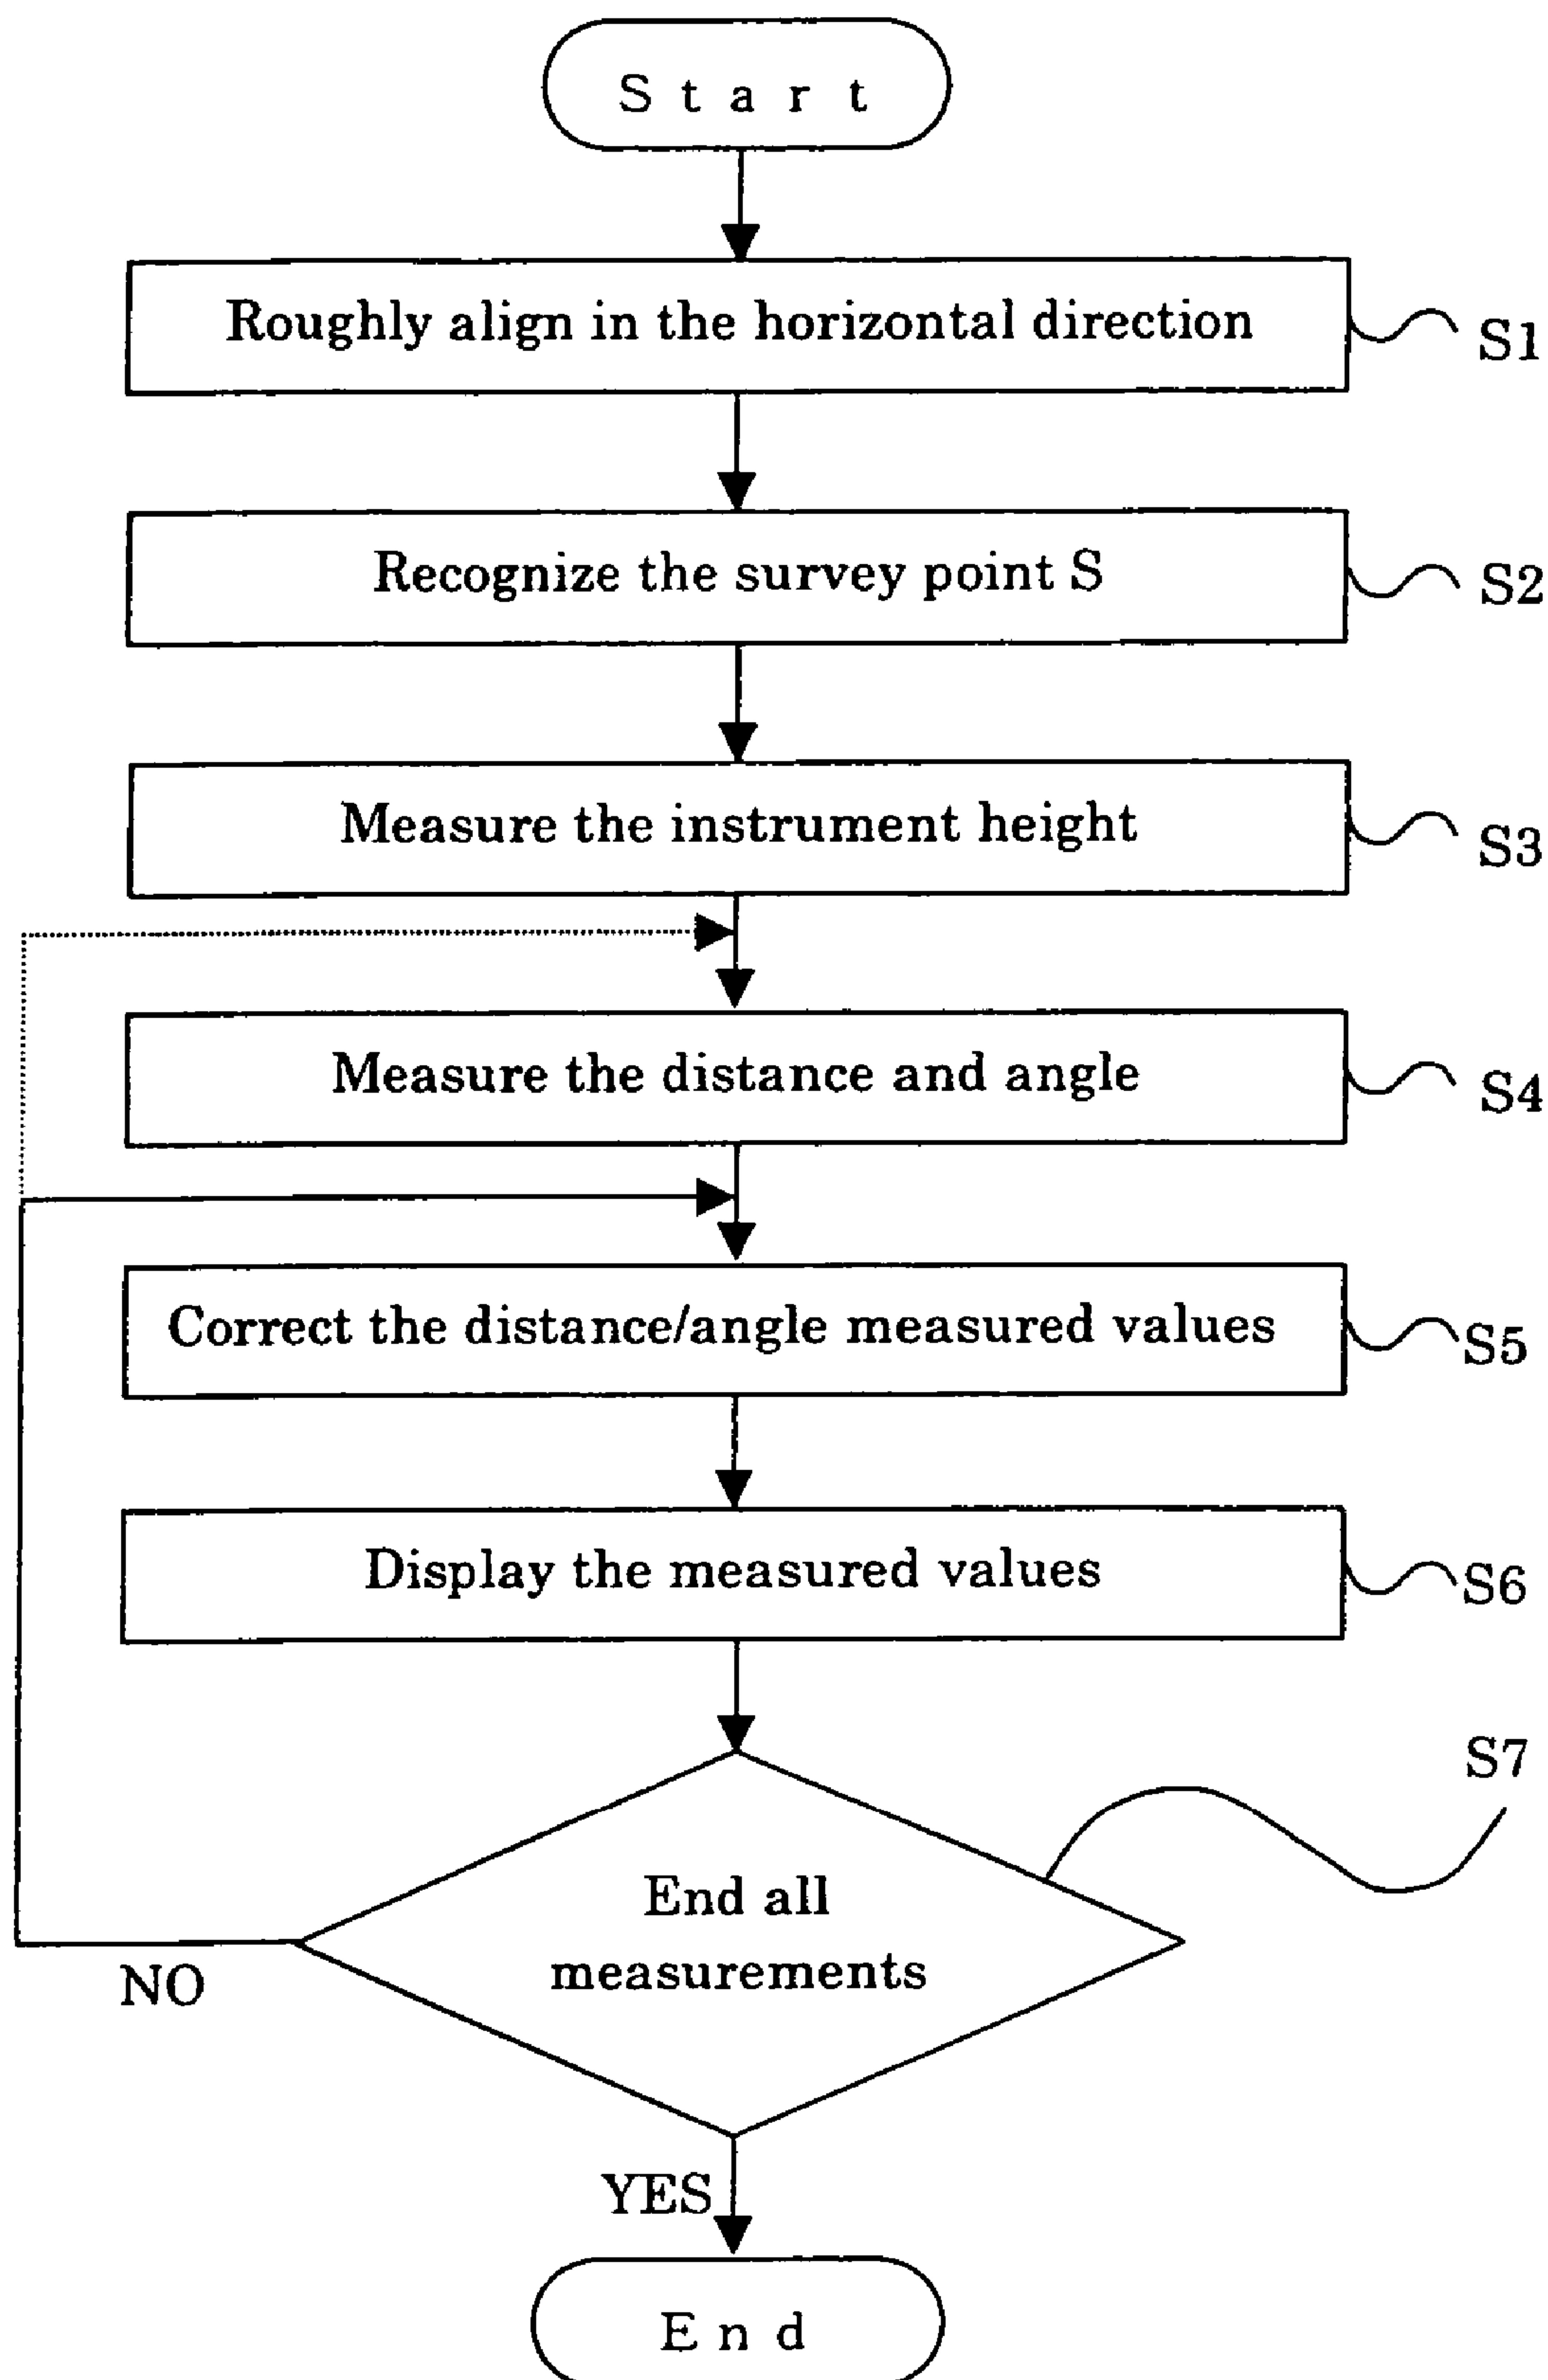 Start
Roughly align in the horizontal direction
S1
Recognize the survey point S
S2
Measure the instrument height
S3
Measure the distance and angle
S4
Correct the distance/angle measured values
S5
Display the measured values
S6
S7
End all
measurements
NO
YES
End